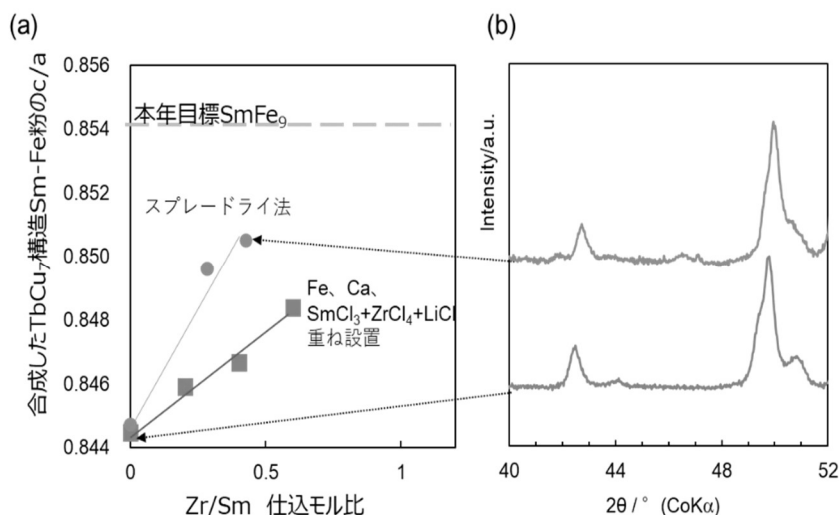 (a)
合成したTbCu7構造Sm-Fe粉のc/a
0.856
0.854
0.852
0.850
0.848
0.846
0.844
本年目標SmFe9
スプレードライ法
Fe、Ca、
SmCl3+ZrCl4+LiCl
重ね設置
0
0.5
1
Zr/Sm 仕込モル比
(b)
Intensity/a.u.
40
44
48
52
2θ / ° (CoKα)